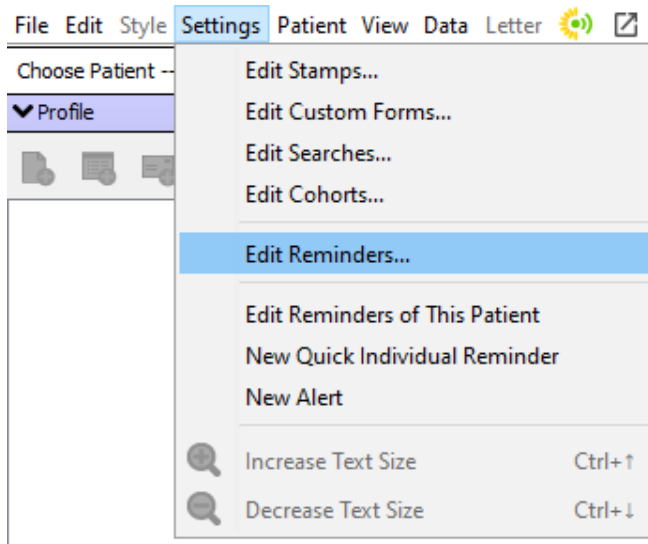 File Edit Style Settings Patient View Data Letter
Choose Patient --
Profile
Edit Stamps...
Edit Custom Forms...
Edit Searches...
Edit Cohorts...
Edit Reminders...
Edit Reminders of This Patient
New Quick Individual Reminder
New Alert
Increase Text Size Ctrl+↑
Decrease Text Size Ctrl+↓